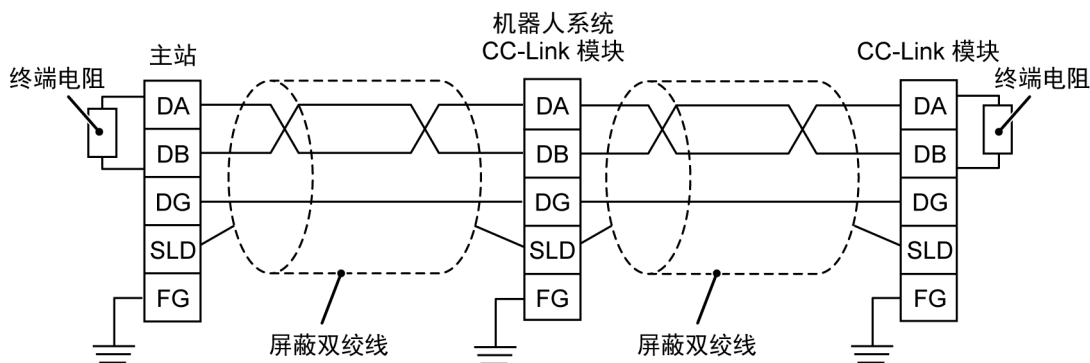 机器人系统
主站
CC-Link 模块
CC-Link 模块
终端电阻
终端电阻
DA
DA
DA
DB
DB
DB
DG
DG
DG
SLD
SLD
SLD
FG
FG
FG
屏蔽双绞线
屏蔽双绞线